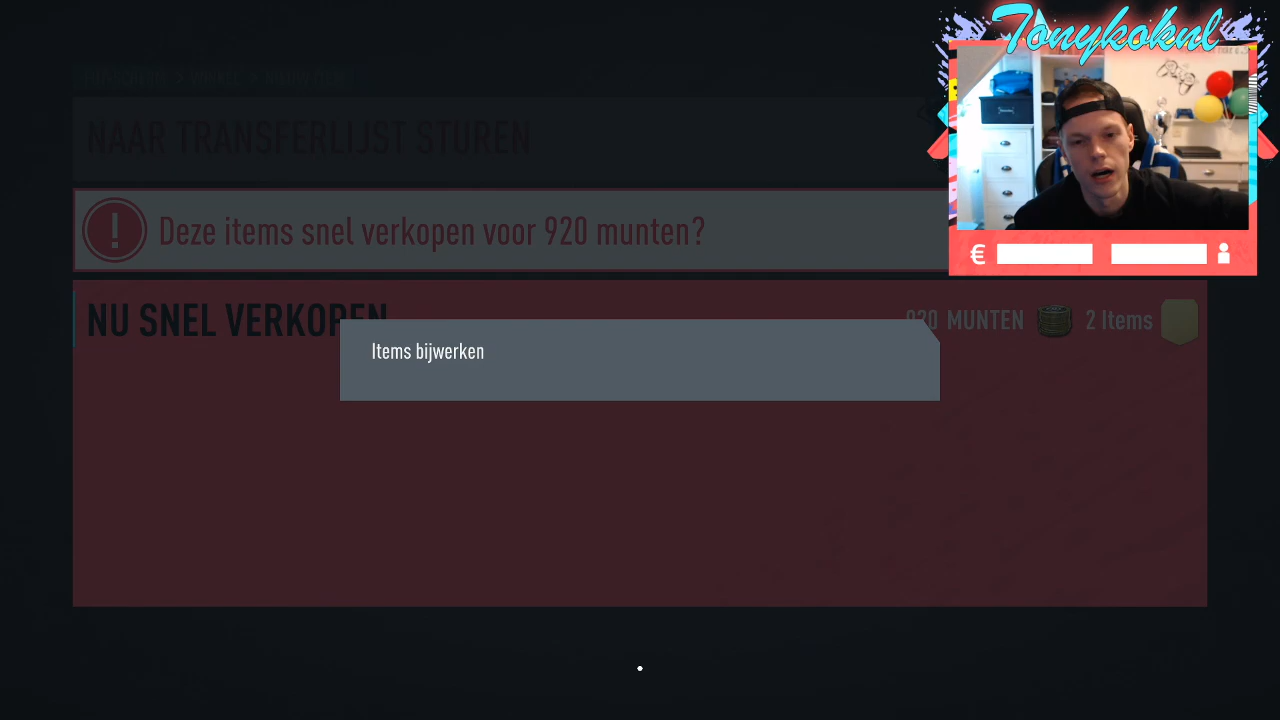 Tonykoknl
NAAR TRANSFERLIJST STUREN
Deze items snel verkopen voor 920 munten?
NU SNEL VERKOPEN
920 MUNTEN 2 Items
Items bijwerken
€